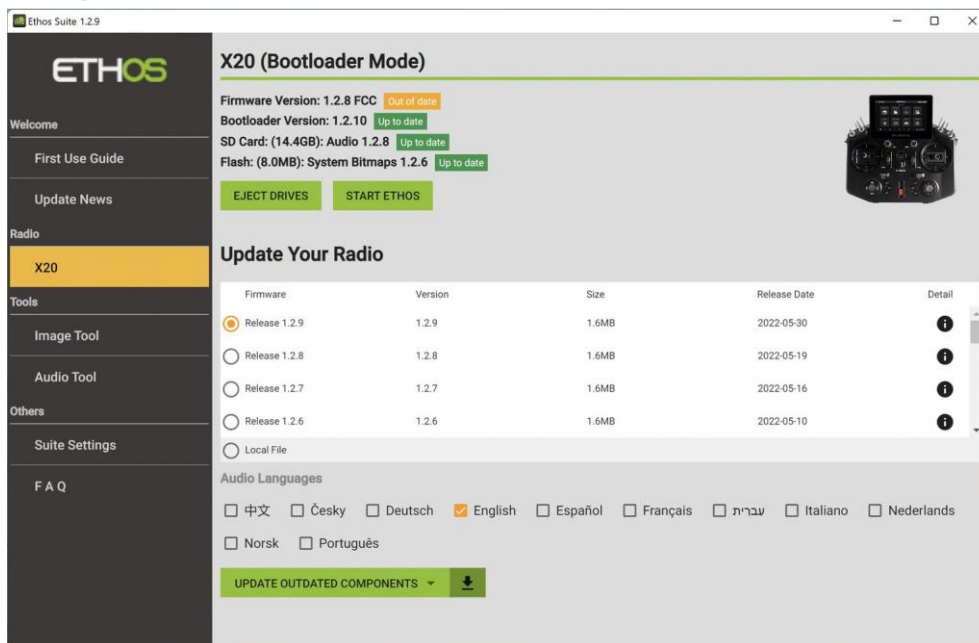 Ethos Suite 1.2.9
ETHOS
Welcome
First Use Guide
Update News
Radio
X20
Tools
Image Tool
Audio Tool
Others
Suite Settings
F A Q
X20 (Bootloader Mode)
Firmware Version: 1.2.8 FCC Out of date
Bootloader Version: 1.2.10 Up to date
SD Card: (14.4GB): Audio 1.2.8 Up to date
Flash: (8.0MB): System Bitmaps 1.2.6 Up to date
EJECT DRIVES START ETHOS
Update Your Radio
Firmware Version Size Release Date Detail
Release 1.2.9 1.2.9 1.6MB 2022-05-30
Release 1.2.8 1.2.8 1.6MB 2022-05-19
Release 1.2.7 1.2.7 1.6MB 2022-05-16
Release 1.2.6 1.2.6 1.6MB 2022-05-10
Local File
Audio Languages
中文 Česky Deutsch English Español Français עברית Italiano Nederlands
Norsk Português
UPDATE OUTDATED COMPONENTS